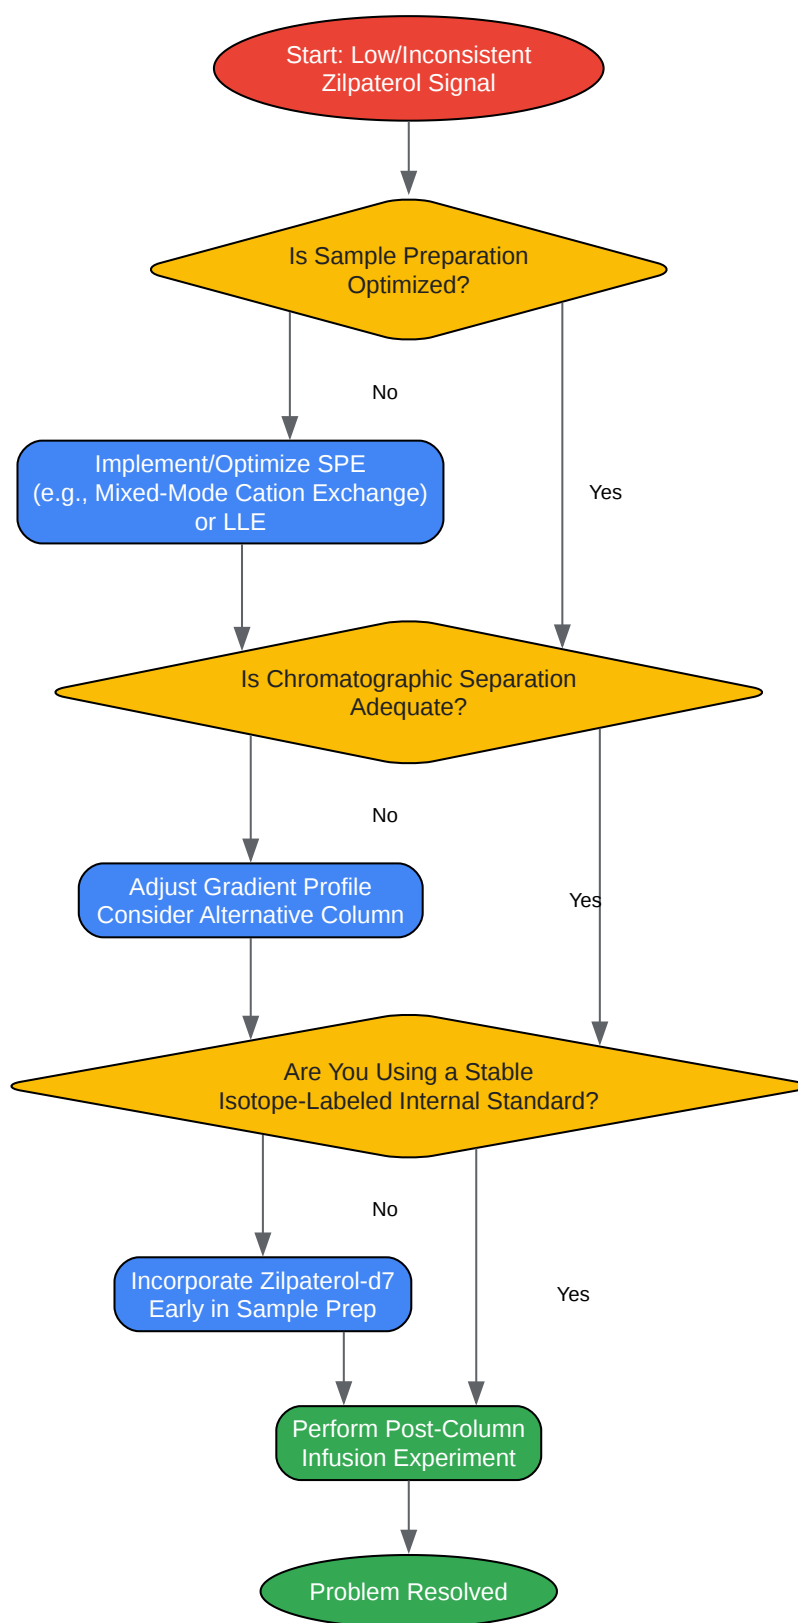 Start: Low/Inconsistent
Zilpaterol Signal
Is Sample Preparation
Optimized?
No
Implement/Optimize SPE
(e.g., Mixed-Mode Cation Exchange)
or LLE
Yes
Is Chromatographic Separation
Adequate?
No
Adjust Gradient Profile
Consider Alternative Column
Yes
Are You Using a Stable
Isotope-Labeled Internal Standard?
No
Incorporate Zilpaterol-d7
Early in Sample Prep
Yes
Perform Post-Column
Infusion Experiment
Problem Resolved